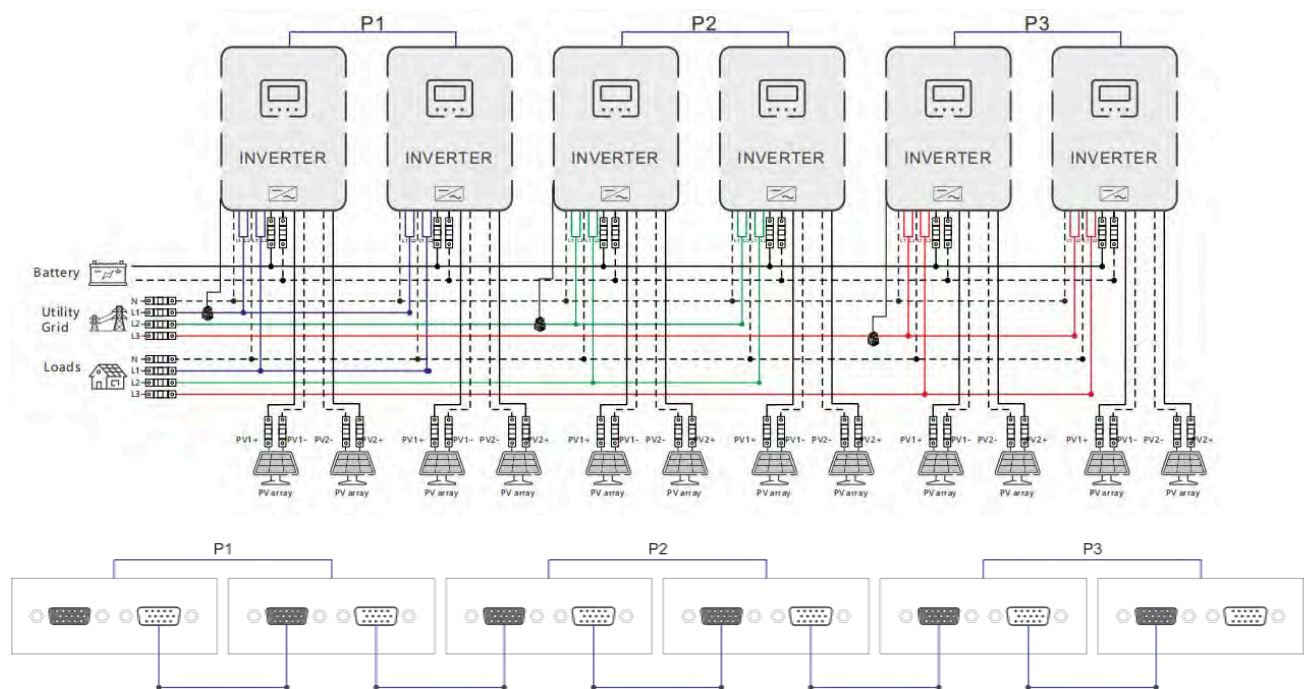 P1 P2 P3
INVERTER INVERTER INVERTER INVERTER INVERTER INVERTER
Battery
Utility
Grid
N
L1
L2
L3
Loads
N
L1
L2
L3
PV1+ PV1- PV2- PV2+ PV1+ PV1- PV2- PV2+ PV1+ PV1- PV2- PV2+ PV1+ PV1- PV2- PV2+ PV1+ PV1- PV2- PV2+ PV1+ PV1- PV2- PV2+
PV array PV array PV array PV array PV array PV array PV array PV array PV array PV array PV array PV array
P1 P2 P3